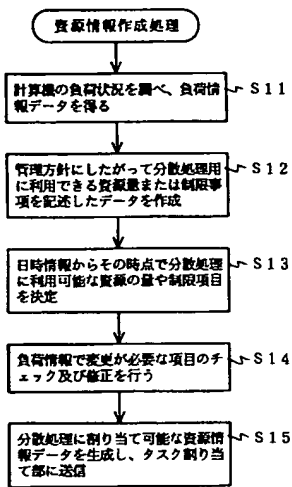 資源情報作成処理
計算機の負荷状況を調べ、負荷情
報データを得る
S11
管理方針にしたがって分散処理用
に利用できる資源量または制限事
項を記述したデータを作成
S12
日時情報からその時点で分散処理
に利用可能な資源の量や制限項目
を決定
S13
負荷情報で変更が必要な項目のチ
ェック及び修正を行う
S14
分散処理に割り当て可能な資源情
報データを生成し、タスク割り当
て部に送信
S15